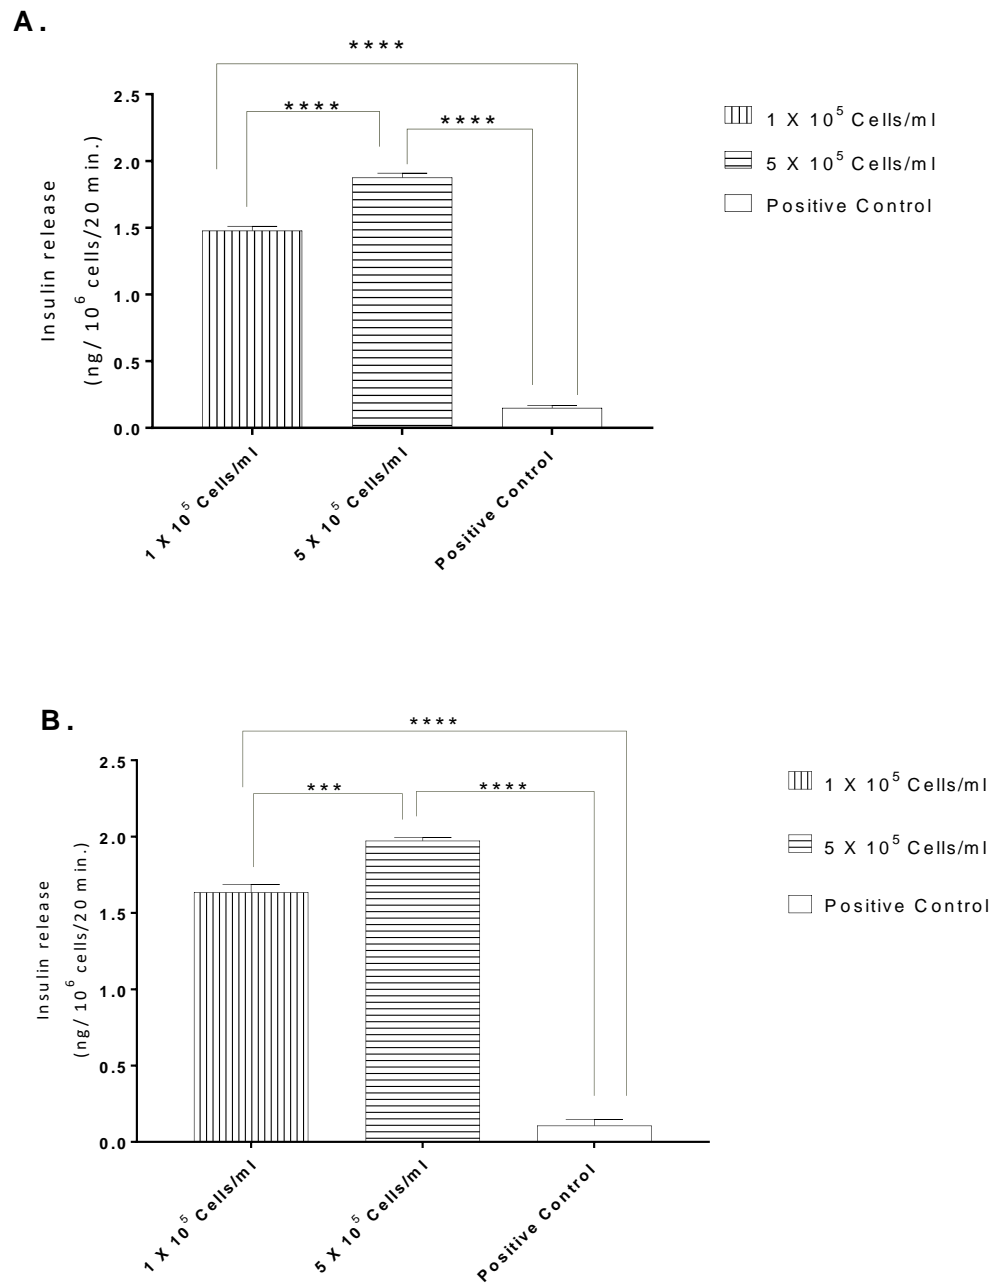 A.
****
****
****
2.5
2.0
1.5
1.0
0.5
0.0
Insulin release
(ng/ 10^6 cells/20 min.)
1 X 10^5 Cells/ml
5 X 10^5 Cells/ml
Positive Control
1 X 10^5 Cells/ml
5 X 10^5 Cells/ml
Positive Control
B.
****
***
****
2.5
2.0
1.5
1.0
0.5
0.0
Insulin release
(ng/ 10^6 cells/20 min.)
1 X 10^5 Cells/ml
5 X 10^5 Cells/ml
Positive Control
1 X 10^5 Cells/ml
5 X 10^5 Cells/ml
Positive Control